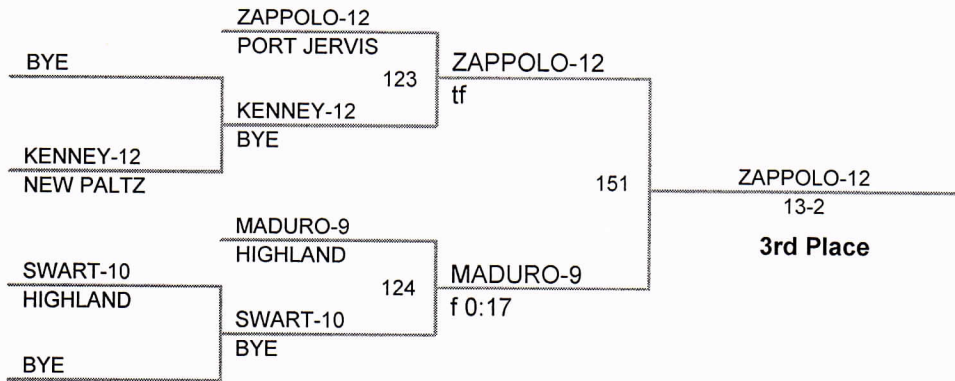 ZAPPOLO-12
PORT JERVIS
BYE
123
ZAPPOLO-12
tf
KENNEY-12
BYE
KENNEY-12
NEW PALTZ
151
ZAPPOLO-12
13-2
3rd Place
MADURO-9
HIGHLAND
SWART-10
HIGHLAND
124
MADURO-9
f 0:17
SWART-10
BYE
BYE